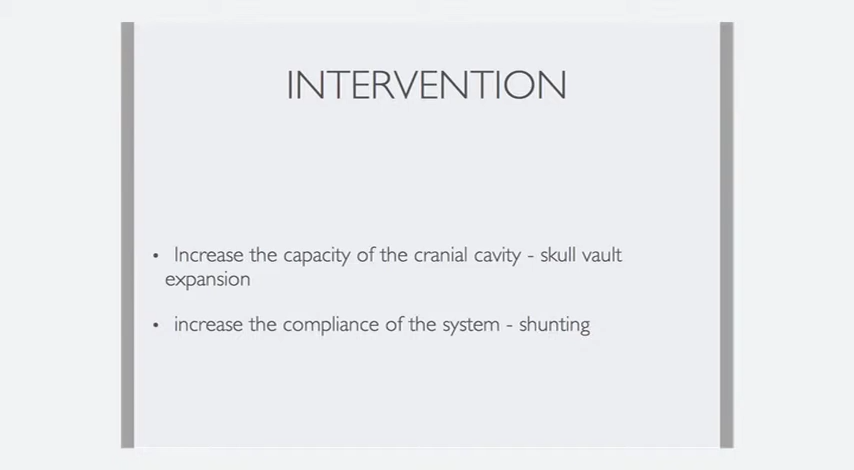 INTERVENTION
• Increase the capacity of the cranial cavity - skull vault
expansion
• increase the compliance of the system - shunting